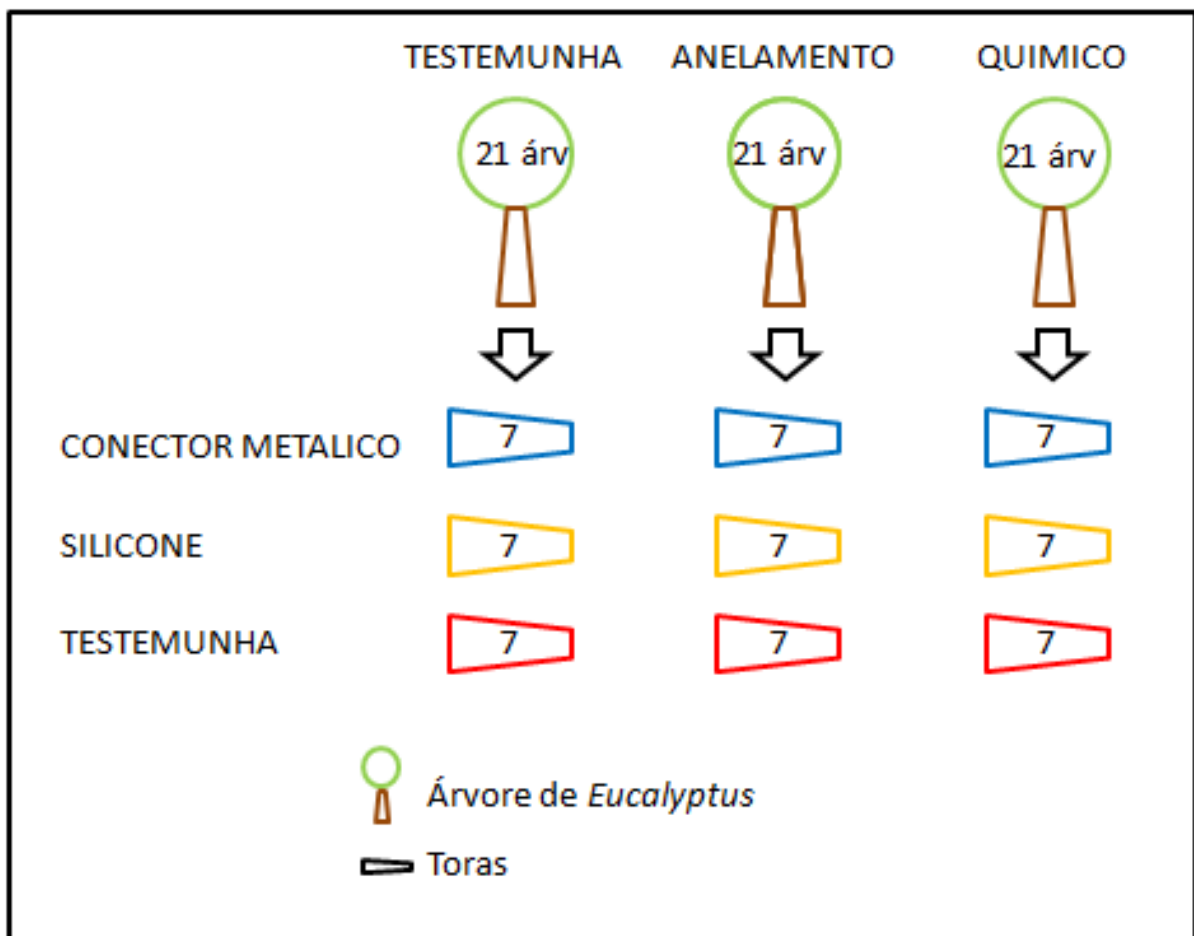 TESTEMUNHA ANELAMENTO QUIMICO
21 árv 21 árv 21 árv
CONECTOR METALICO 7 7 7
SILICONE 7 7 7
TESTEMUNHA 7 7 7
Árvore de Eucalyptus
Toras